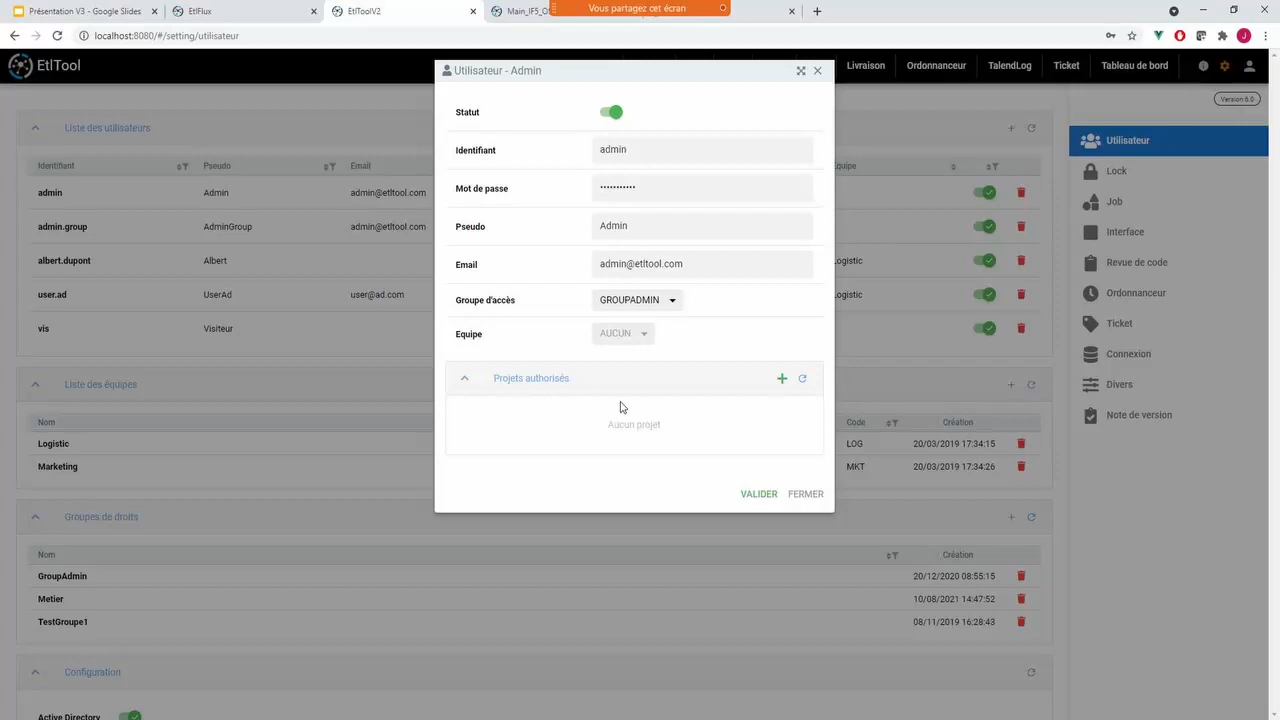 Présentation V3 - Google Slides
EtlFlux
EtlToolV2
Main_IF5_O
Vous partagez cet écran
localhost:8080/#/setting/utilisateur
EtlTool
Livraison
Ordonnanceur
TalendLog
Ticket
Tableau de bord
Version 6.0
Utilisateur - Admin
Statut
Identifiant
admin
Mot de passe
•••••••••••
Pseudo
Admin
Email
admin@etltool.com
Groupe d'accès
GROUPADMIN
Equipe
AUCUN
Projets authorisés
Aucun projet
VALIDER
FERMER
Liste des utilisateurs
Identifiant Pseudo Email Equipe
admin Admin admin@etltool.com
admin.group AdminGroup admin@etltool.com
albert.dupont Albert Logistic
user.ad UserAd user@ad.com Logistic
vis Visiteur
Liste des équipes
Nom Code Création
Logistic LOG 20/03/2019 17:34:15
Marketing MKT 20/03/2019 17:34:26
Groupes de droits
Nom Création
GroupAdmin 20/12/2020 08:55:15
Metier 10/08/2021 14:47:52
TestGroupe1 08/11/2019 16:28:43
Configuration
Active Directory
Utilisateur
Lock
Job
Interface
Revue de code
Ordonnanceur
Ticket
Connexion
Divers
Note de version